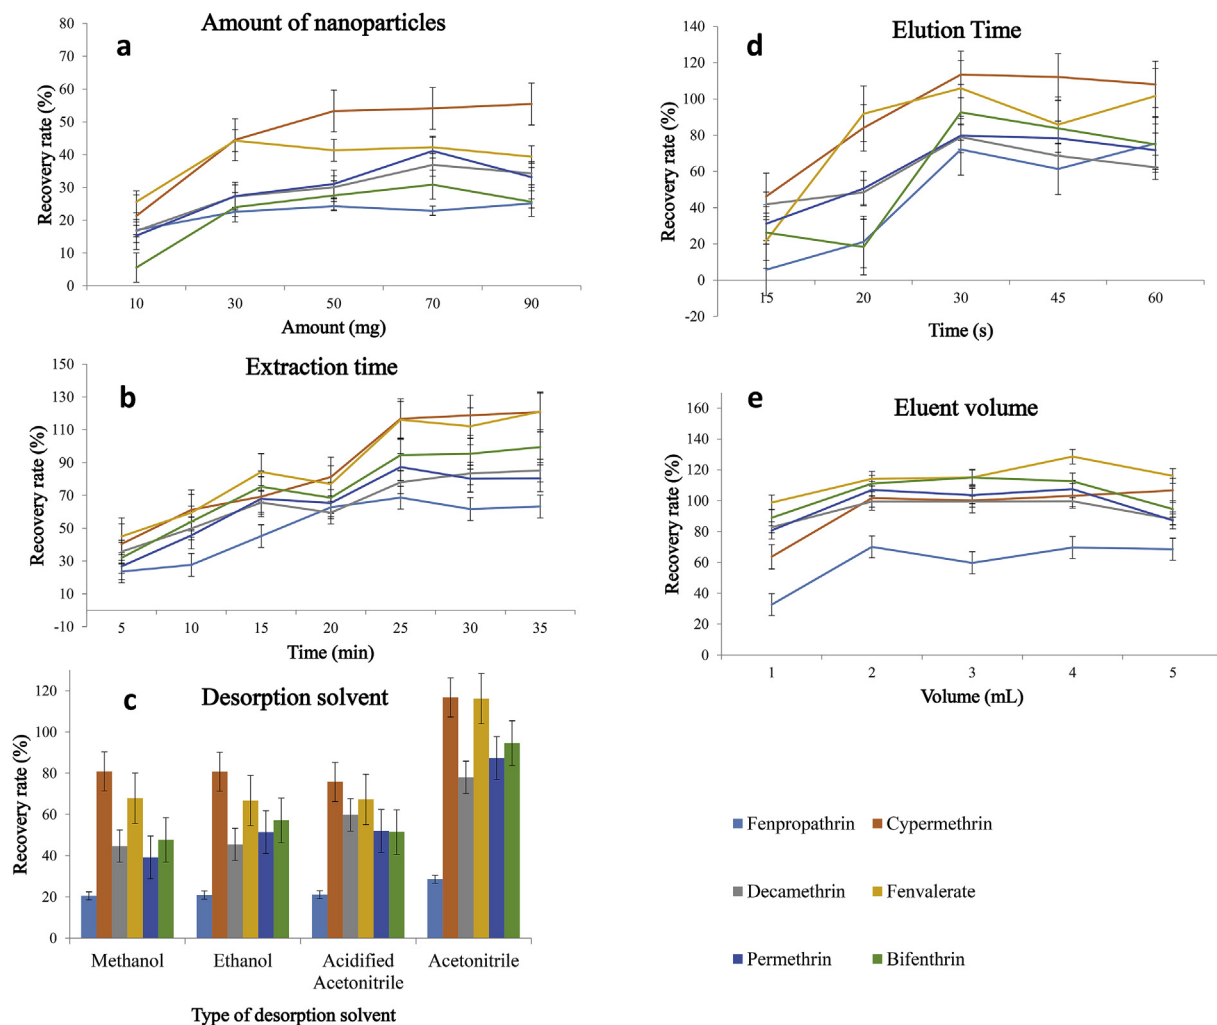 Amount of nanoparticles
a
Recovery rate (%)
80
70
60
50
40
30
20
10
0
10 30 50 70 90
Amount (mg)
Extraction time
b
Recovery rate (%)
150
130
110
90
70
50
30
10
-10
5 10 15 20 25 30 35
Time (min)
Desorption solvent
c
Recovery rate (%)
120
100
80
60
40
20
0
Methanol Ethanol Acidified Acetonitrile
Acetonitrile
Type of desorption solvent
Elution Time
d
Recovery rate (%)
140
120
100
80
60
40
20
0
-20
15 20 30 45 60
Time (s)
Eluent volume
e
Recovery rate (%)
160
140
120
100
80
60
40
20
0
1 2 3 4 5
Volume (mL)
Fenpropathrin Cypermethrin
Decamethrin Fenvalerate
Permethrin Bifenthrin